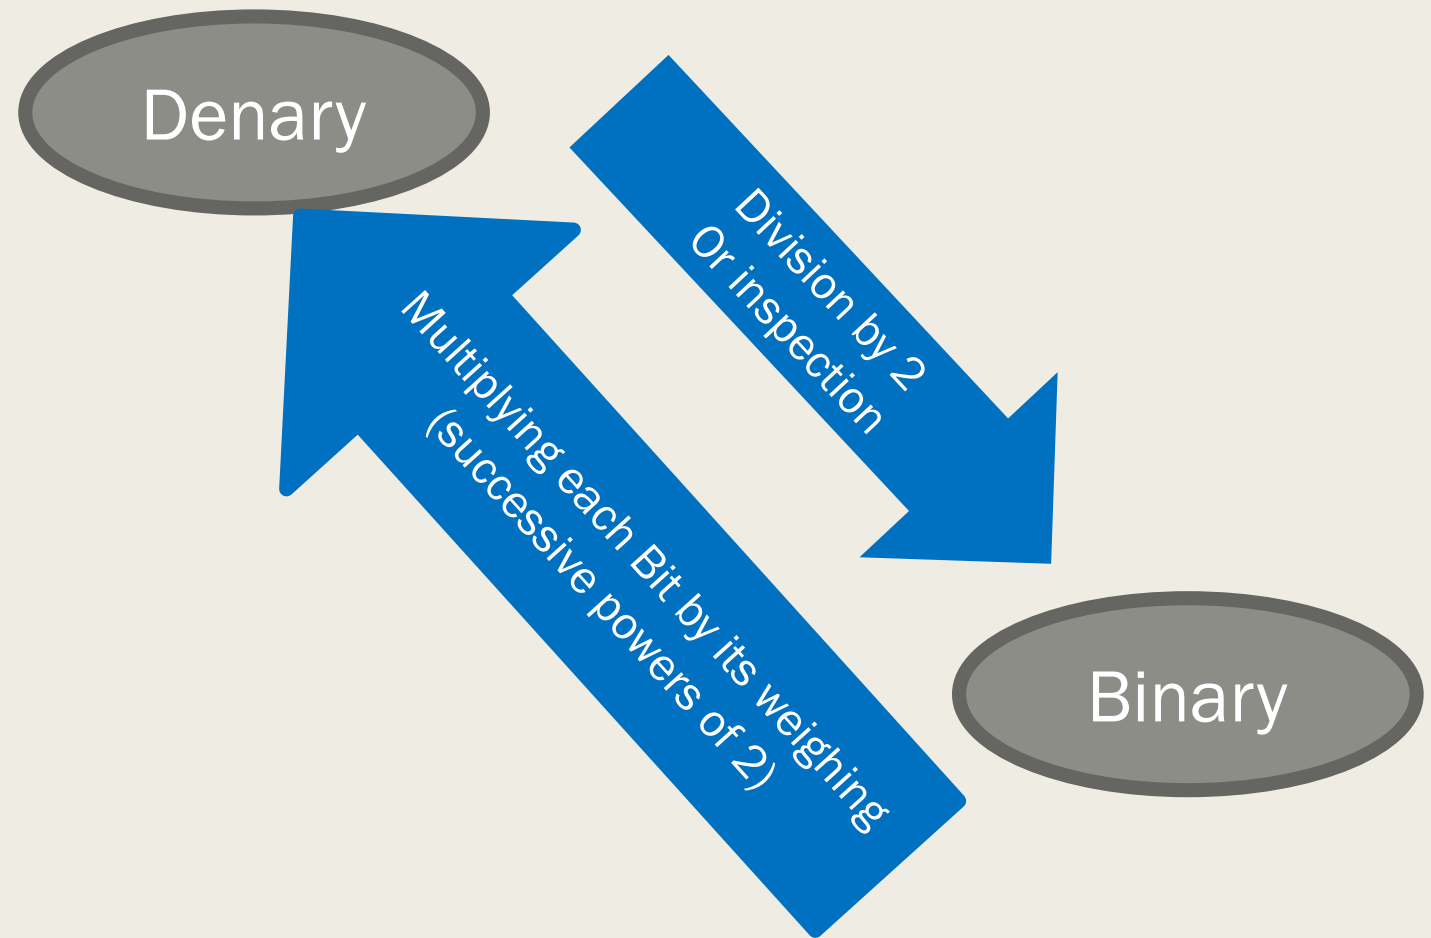 Denary
Division by 2
Or inspection
Multiplying each Bit by its weighing
(successive powers of 2)
Binary